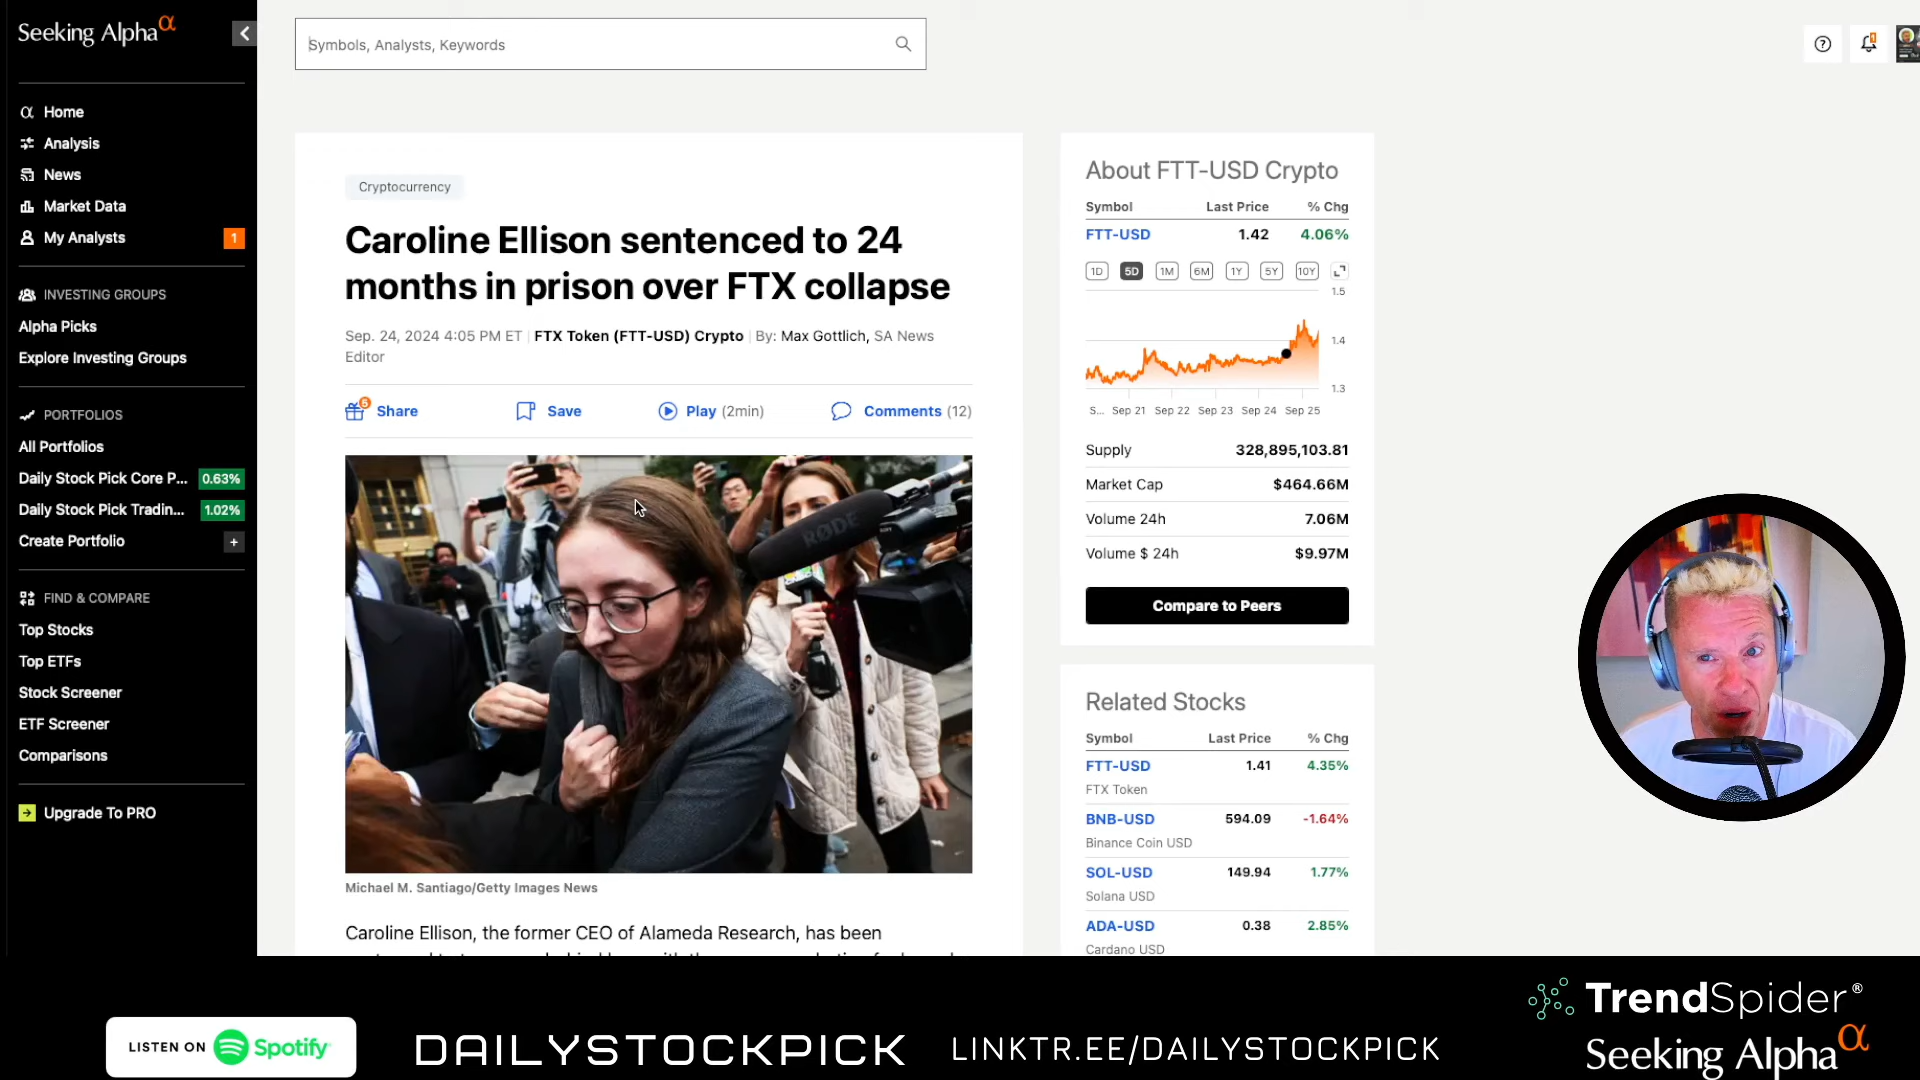 Seeking Alpha α
Symbols, Analysts, Keywords
Home
Analysis
News
Market Data
My Analysts 1
INVESTING GROUPS
Alpha Picks
Explore Investing Groups
PORTFOLIOS
All Portfolios
Daily Stock Pick Core P... 0.63%
Daily Stock Pick Tradin... 1.02%
Create Portfolio +
FIND & COMPARE
Top Stocks
Top ETFs
Stock Screener
ETF Screener
Comparisons
Upgrade To PRO
Cryptocurrency
Caroline Ellison sentenced to 24
months in prison over FTX collapse
Sep. 24, 2024 4:05 PM ET | FTX Token (FTT-USD) Crypto | By: Max Gottlich, SA News
Editor
5 Share Save Play (2min) Comments (12)
RØDE
SONY
Michael M. Santiago/Getty Images News
Caroline Ellison, the former CEO of Alameda Research, has been
About FTT-USD Crypto
Symbol Last Price % Chg
FTT-USD 1.42 4.06%
1D 5D 1M 6M 1Y 5Y 10Y
1.5
1.4
1.3
S... Sep 21 Sep 22 Sep 23 Sep 24 Sep 25
Supply 328,895,103.81
Market Cap $464.66M
Volume 24h 7.06M
Volume $ 24h $9.97M
Compare to Peers
Related Stocks
Symbol Last Price % Chg
FTT-USD 1.41 4.35%
FTX Token
BNB-USD 594.09 -1.64%
Binance Coin USD
SOL-USD 149.94 1.77%
Solana USD
ADA-USD 0.38 2.85%
Cardano USD
LISTEN ON Spotify
DAILYSTOCKPICK
LINKTR.EE/DAILYSTOCKPICK
TrendSpider®
Seeking Alpha α